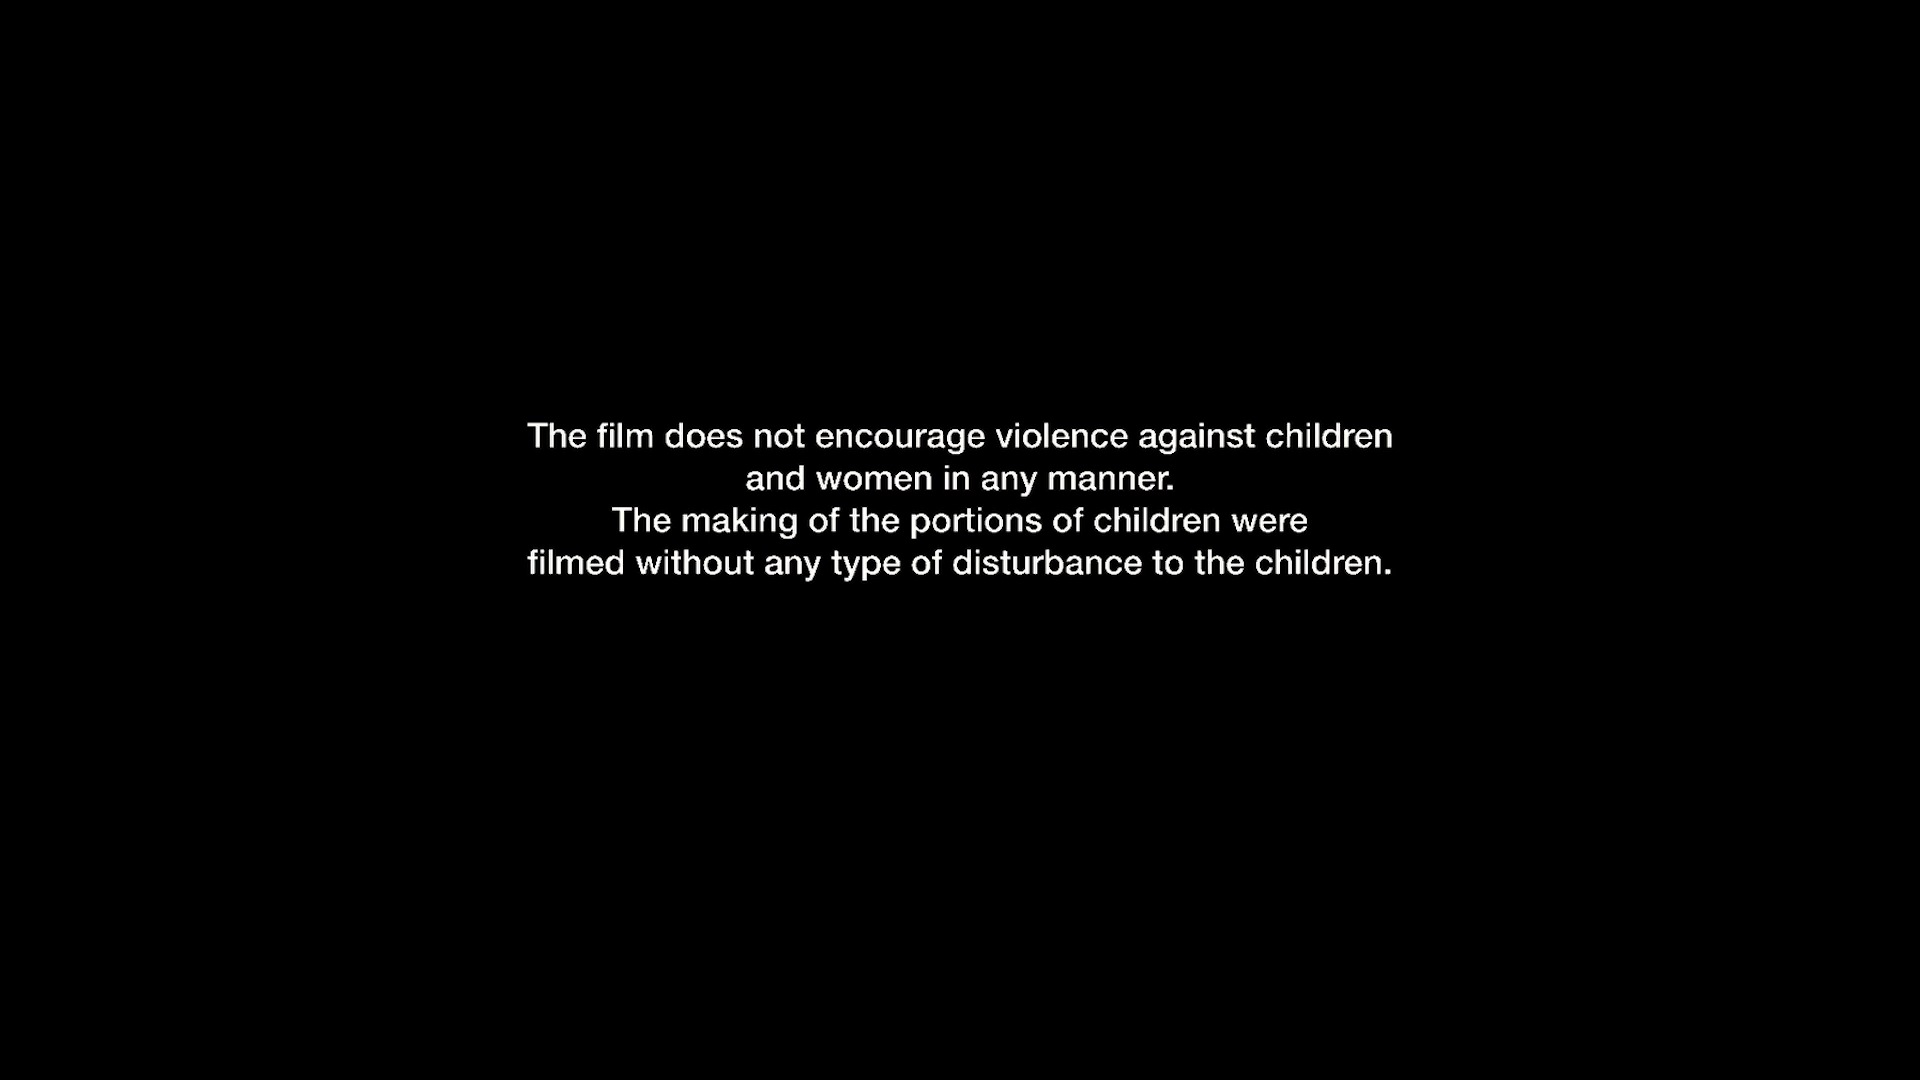 The film does not encourage violence against children
and women in any manner.
The making of the portions of children were
filmed without any type of disturbance to the children.